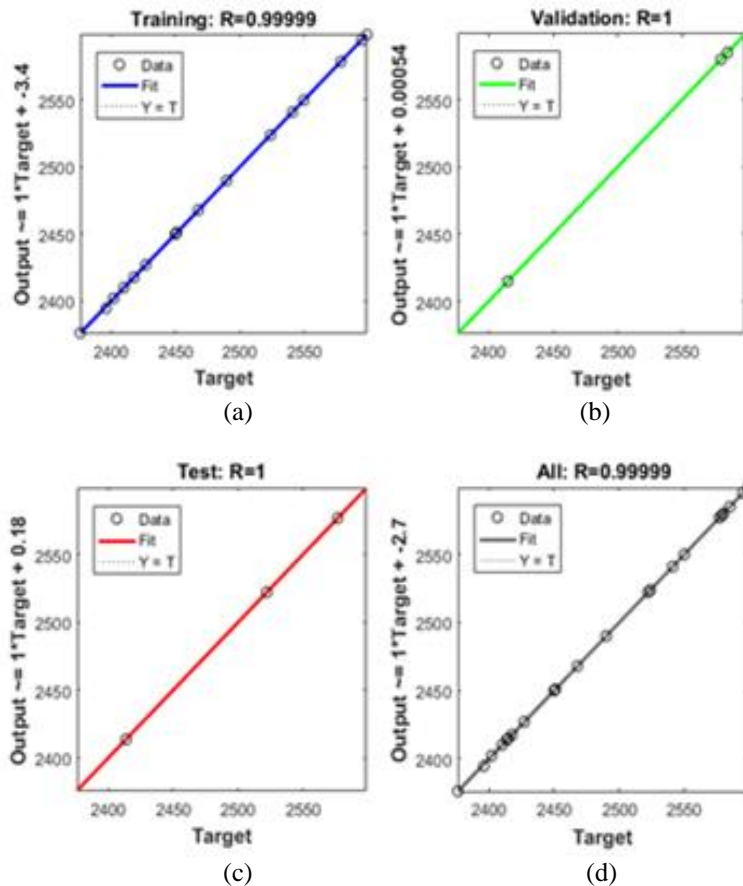 Training: R=0.99999
Output ~= 1*Target + -3.4
2550
2500
2450
2400
Data
Fit
Y = T
2400 2450 2500 2550
Target
(a)
Validation: R=1
Output ~= 1*Target + 0.00054
2550
2500
2450
2400
Data
Fit
Y = T
2400 2450 2500 2550
Target
(b)
Test: R=1
Output ~= 1*Target + 0.18
2550
2500
2450
2400
Data
Fit
Y = T
2400 2450 2500 2550
Target
(c)
All: R=0.99999
Output ~= 1*Target + -2.7
2550
2500
2450
2400
Data
Fit
Y = T
2400 2450 2500 2550
Target
(d)